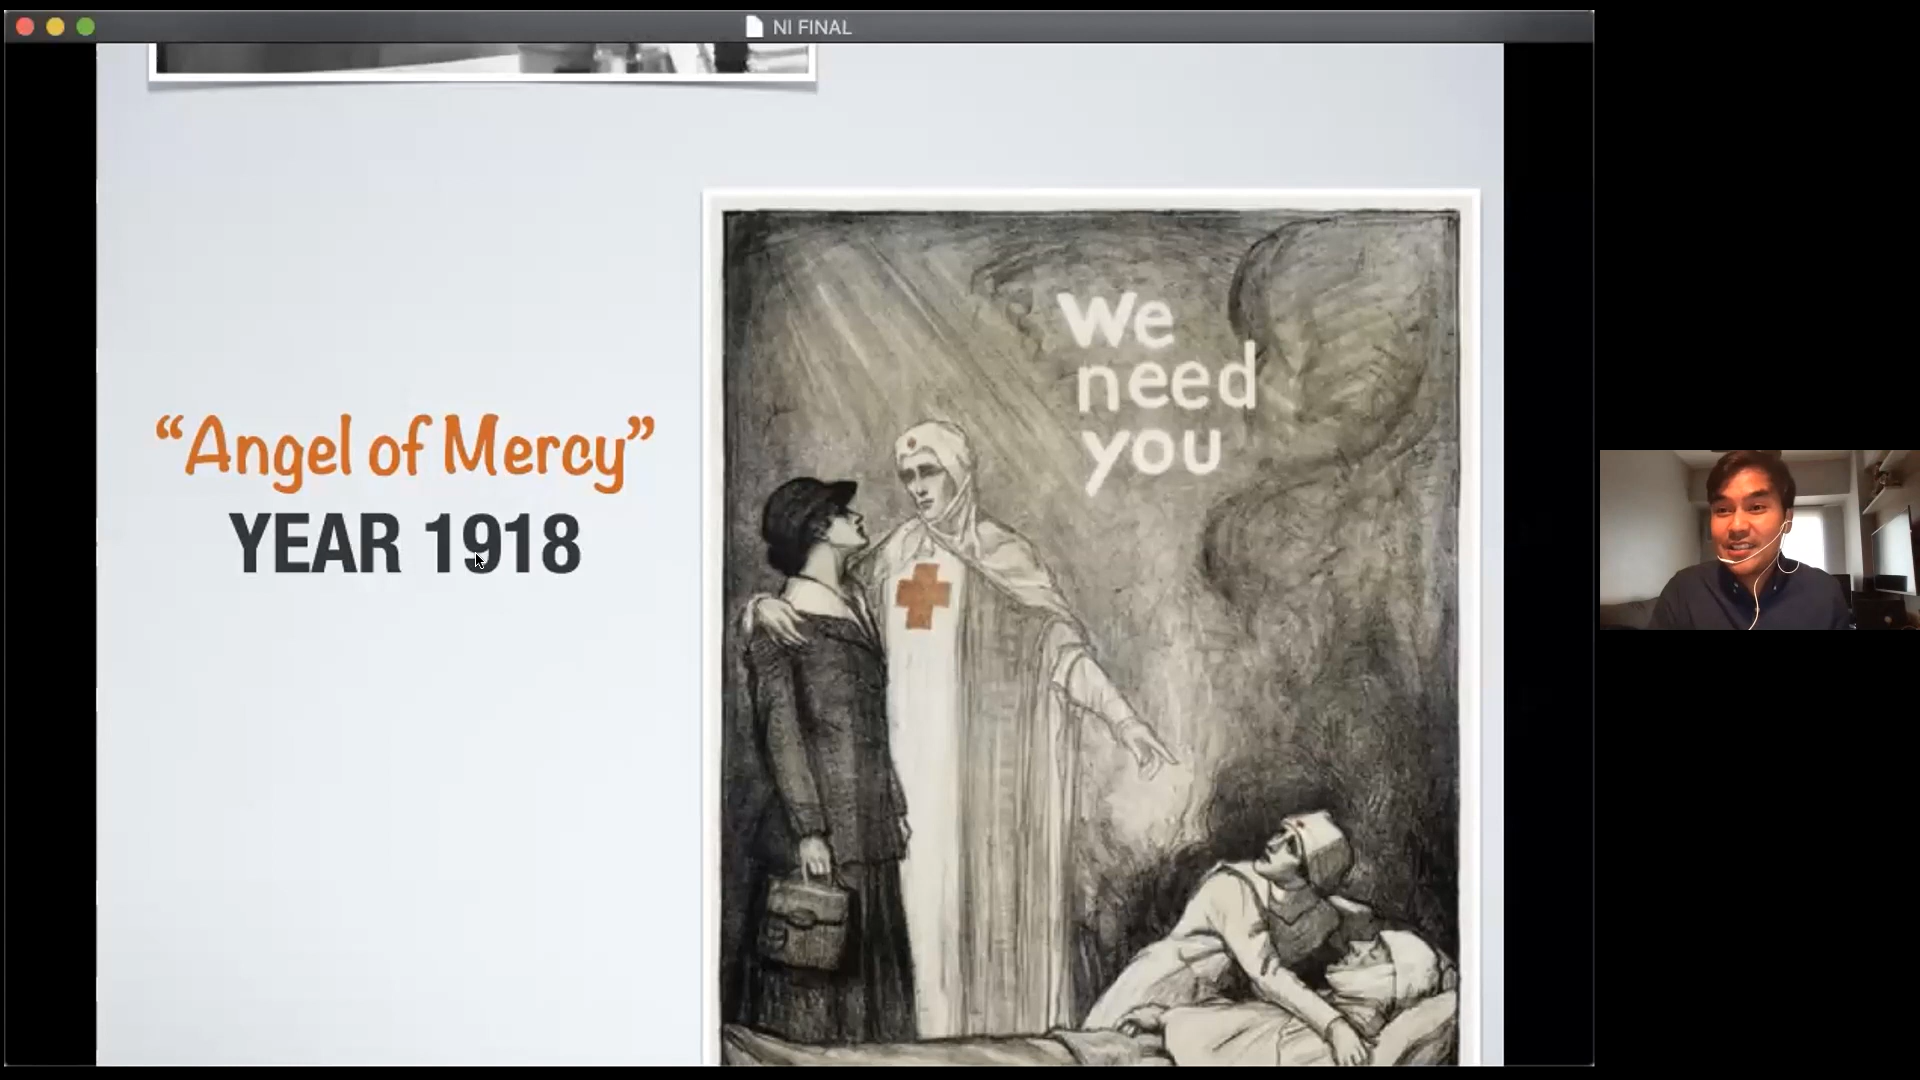 NI FINAL
“Angel of Mercy”
YEAR 1918
We
need
you